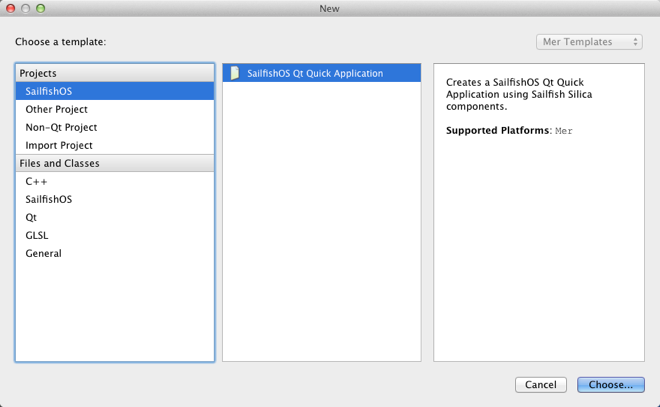 New
Choose a template:
Mer Templates
Projects
SailfishOS
Other Project
Non-Qt Project
Import Project
Files and Classes
C++
SailfishOS
Qt
GLSL
General
SailfishOS Qt Quick Application
Creates a SailfishOS Qt Quick
Application using Sailfish Silica
components.
Supported Platforms: Mer
Cancel
Choose...